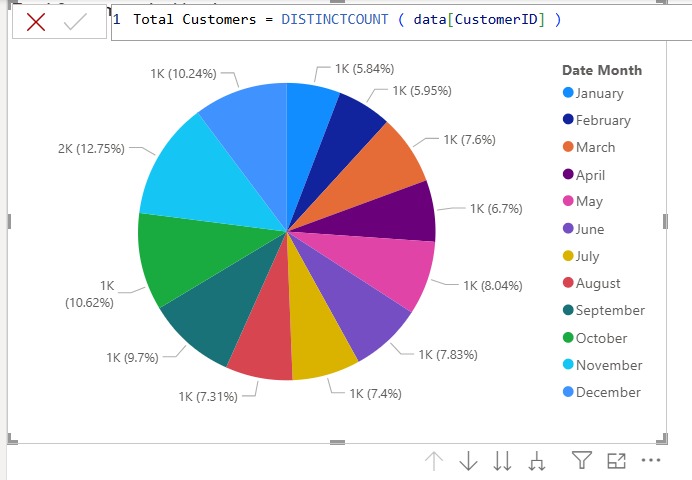 1 Total Customers = DISTINCTCOUNT ( data[CustomerID] )
1K (10.24%)
1K (5.84%)
1K (5.95%)
1K (7.6%)
1K (6.7%)
1K (8.04%)
1K (7.83%)
1K (7.4%)
1K (7.31%)
1K (9.7%)
1K
(10.62%)
2K (12.75%)
Date Month
January
February
March
April
May
June
July
August
September
October
November
December